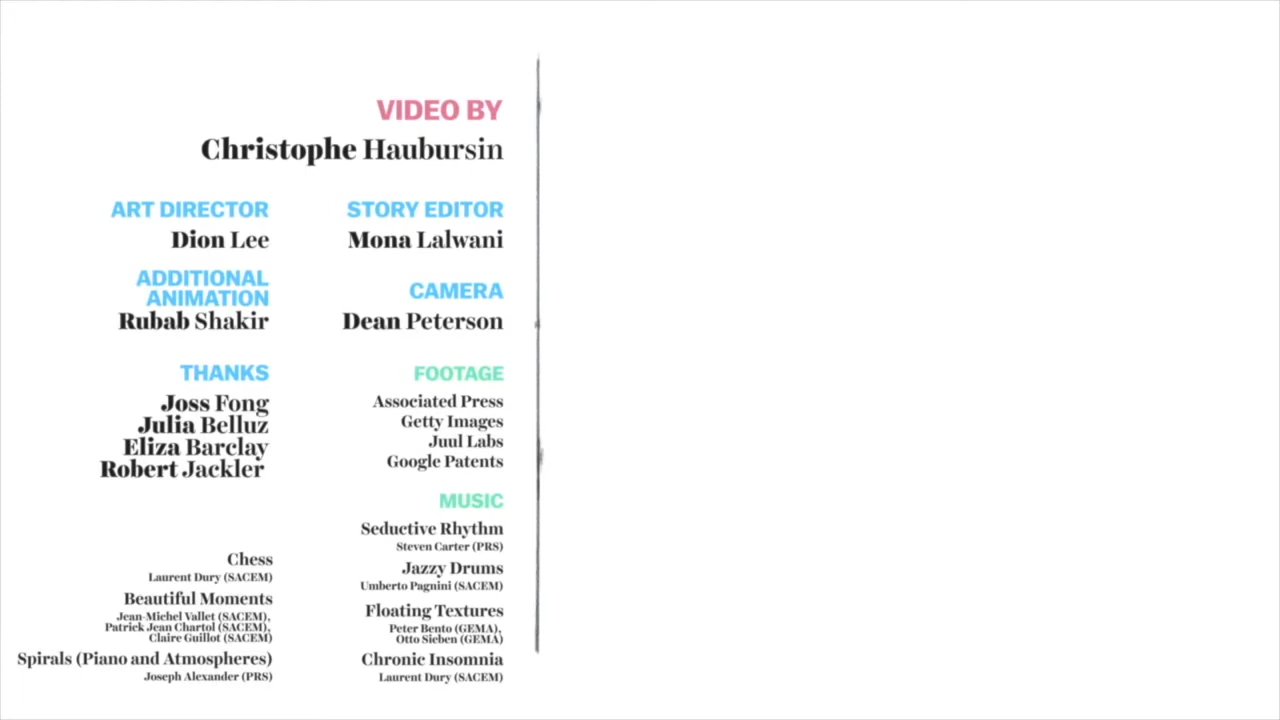 VIDEO BY
Christophe Haubursin
ART DIRECTOR
Dion Lee
STORY EDITOR
Mona Lalwani
ADDITIONAL
ANIMATION
Rubab Shakir
CAMERA
Dean Peterson
THANKS
Joss Fong
Julia Belluz
Eliza Barclay
Robert Jackler
FOOTAGE
Associated Press
Getty Images
Juul Labs
Google Patents
MUSIC
Seductive Rhythm
Steven Carter (PRS)
Jazzy Drums
Umberto Pagnini (SACEM)
Floating Textures
Peter Bento (GEMA),
Otto Sieben (GEMA)
Chronic Insomnia
Laurent Dury (SACEM)
Chess
Laurent Dury (SACEM)
Beautiful Moments
Jean-Michel Vallet (SACEM),
Patrick Jean Chartol (SACEM),
Claire Guillot (SACEM)
Spirals (Piano and Atmospheres)
Joseph Alexander (PRS)